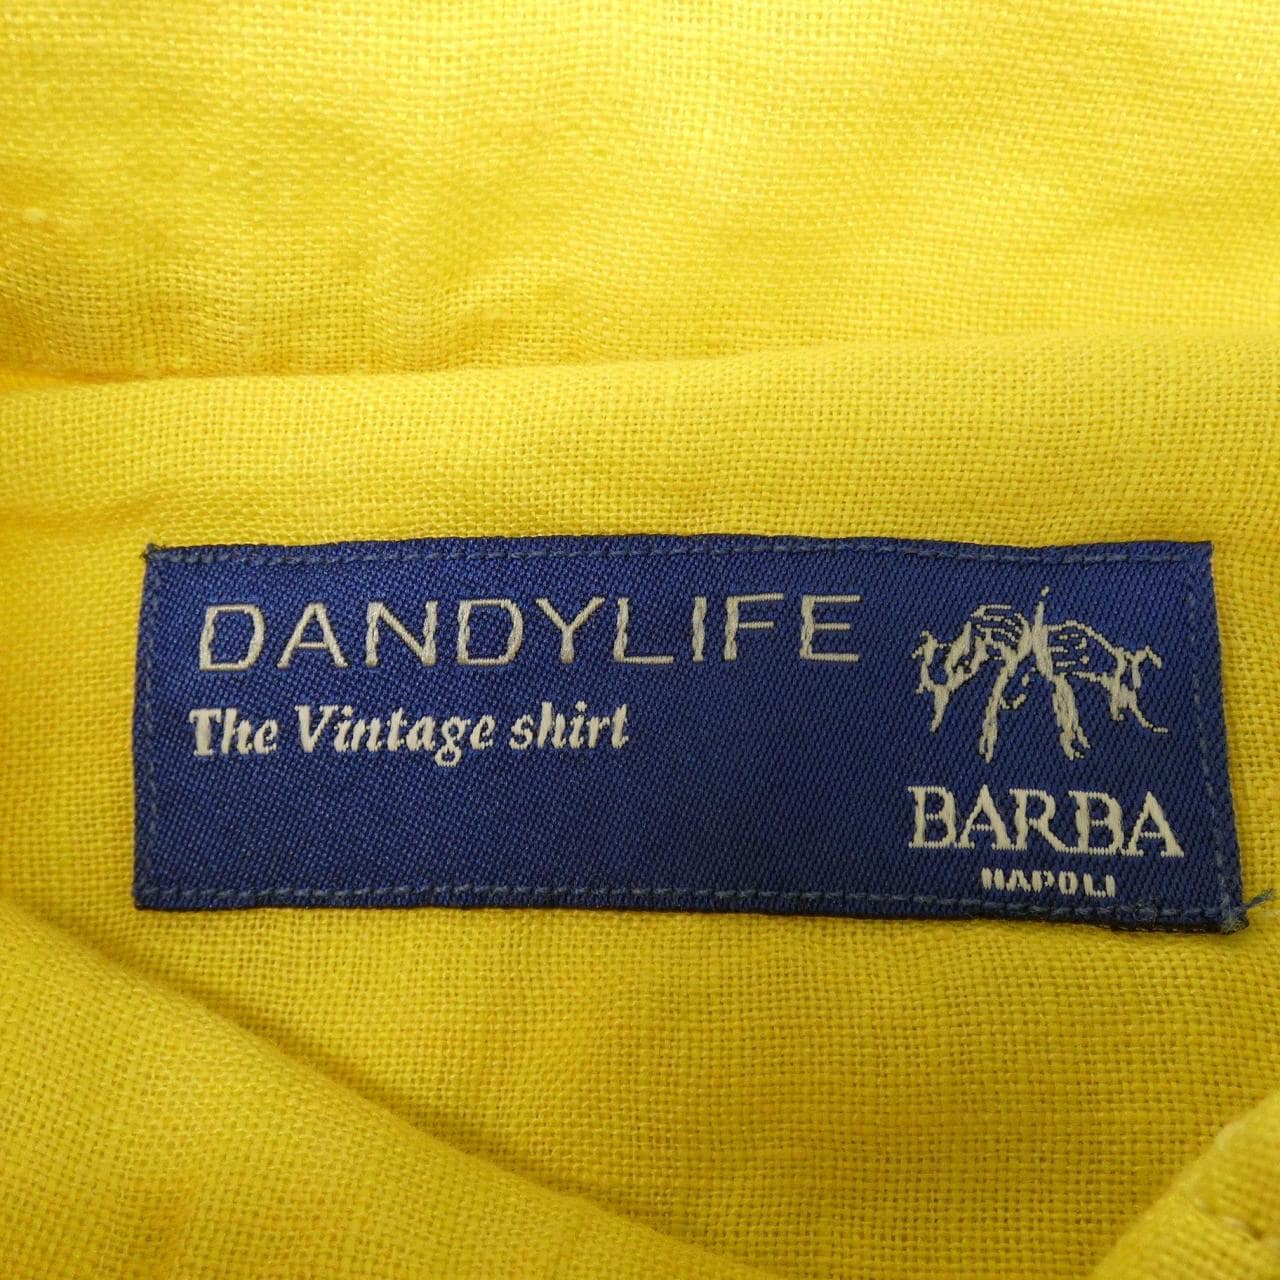 DANDYLIFE
The Vintage shirt
BARBA
NAPOLI